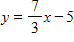 y = 7/3 x − 5